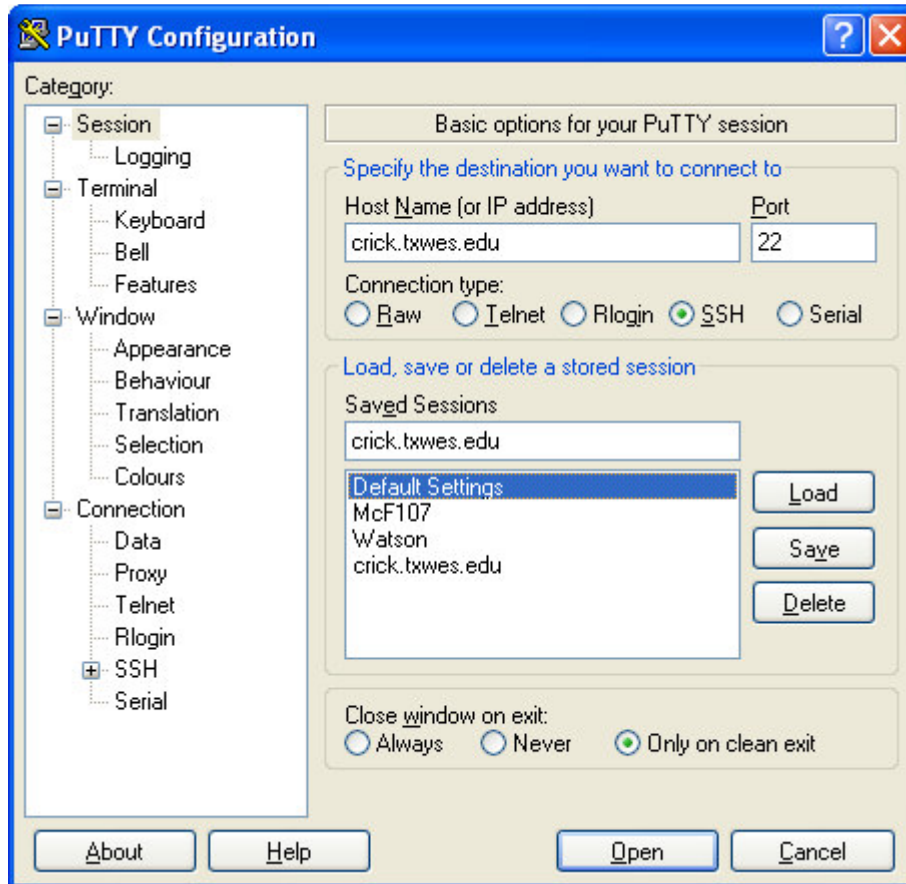 PuTTY Configuration
?
Category:
Session
Logging
Terminal
Keyboard
Bell
Features
Window
Appearance
Behaviour
Translation
Selection
Colours
Connection
Data
Proxy
Telnet
Rlogin
SSH
Serial
Basic options for your PuTTY session
Specify the destination you want to connect to
Host Name (or IP address) Port
crick.txwes.edu 22
Connection type:
Raw Telnet Rlogin SSH Serial
Load, save or delete a stored session
Saved Sessions
crick.txwes.edu
Default Settings
McF107
Watson
crick.txwes.edu
Load
Save
Delete
Close window on exit:
Always Never Only on clean exit
About Help Open Cancel